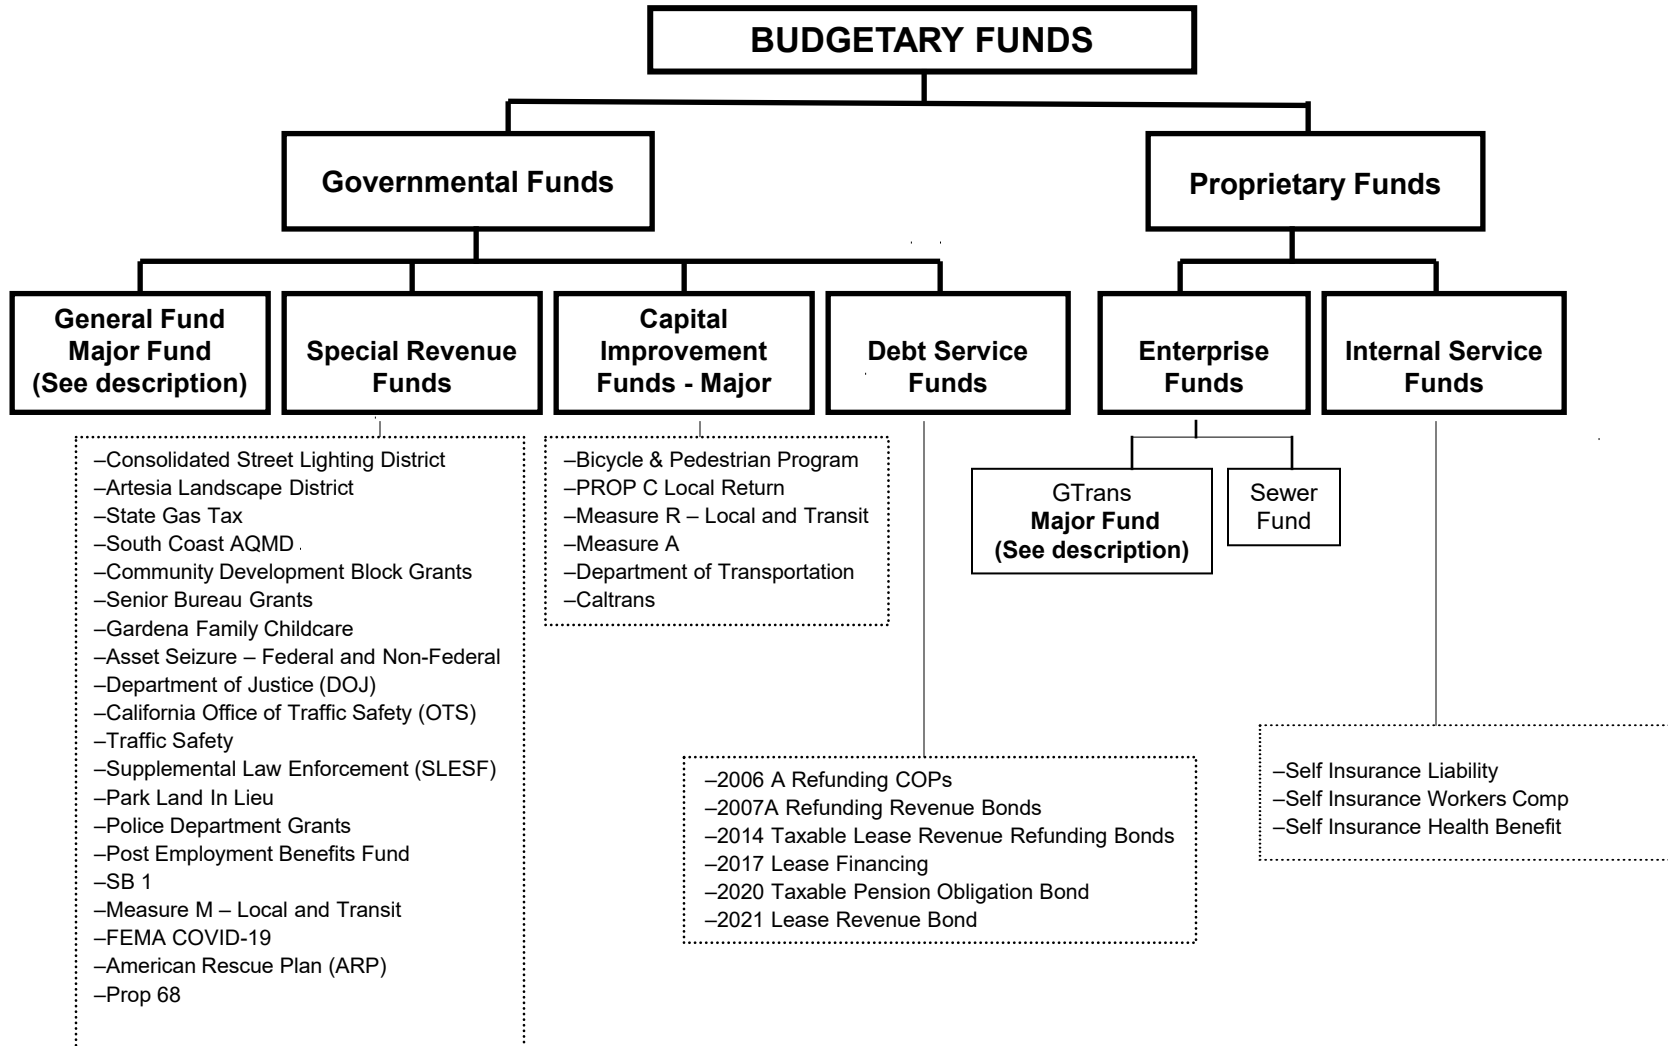 BUDGETARY FUNDS
Governmental Funds
Proprietary Funds
General Fund
Major Fund
(See description)
Special Revenue
Funds
Capital
Improvement
Funds - Major
Debt Service
Funds
Enterprise
Funds
Internal Service
Funds
–Consolidated Street Lighting District
–Artesia Landscape District
–State Gas Tax
–South Coast AQMD
–Community Development Block Grants
–Senior Bureau Grants
–Gardena Family Childcare
–Asset Seizure – Federal and Non-Federal
–Department of Justice (DOJ)
–California Office of Traffic Safety (OTS)
–Traffic Safety
–Supplemental Law Enforcement (SLESF)
–Park Land In Lieu
–Police Department Grants
–Post Employment Benefits Fund
–SB 1
–Measure M – Local and Transit
–FEMA COVID-19
–American Rescue Plan (ARP)
–Prop 68
–Bicycle & Pedestrian Program
–PROP C Local Return
–Measure R – Local and Transit
–Measure A
–Department of Transportation
–Caltrans
–2006 A Refunding COPs
–2007A Refunding Revenue Bonds
–2014 Taxable Lease Revenue Refunding Bonds
–2017 Lease Financing
–2020 Taxable Pension Obligation Bond
–2021 Lease Revenue Bond
GTrans
Major Fund
(See description)
Sewer
Fund
–Self Insurance Liability
–Self Insurance Workers Comp
–Self Insurance Health Benefit